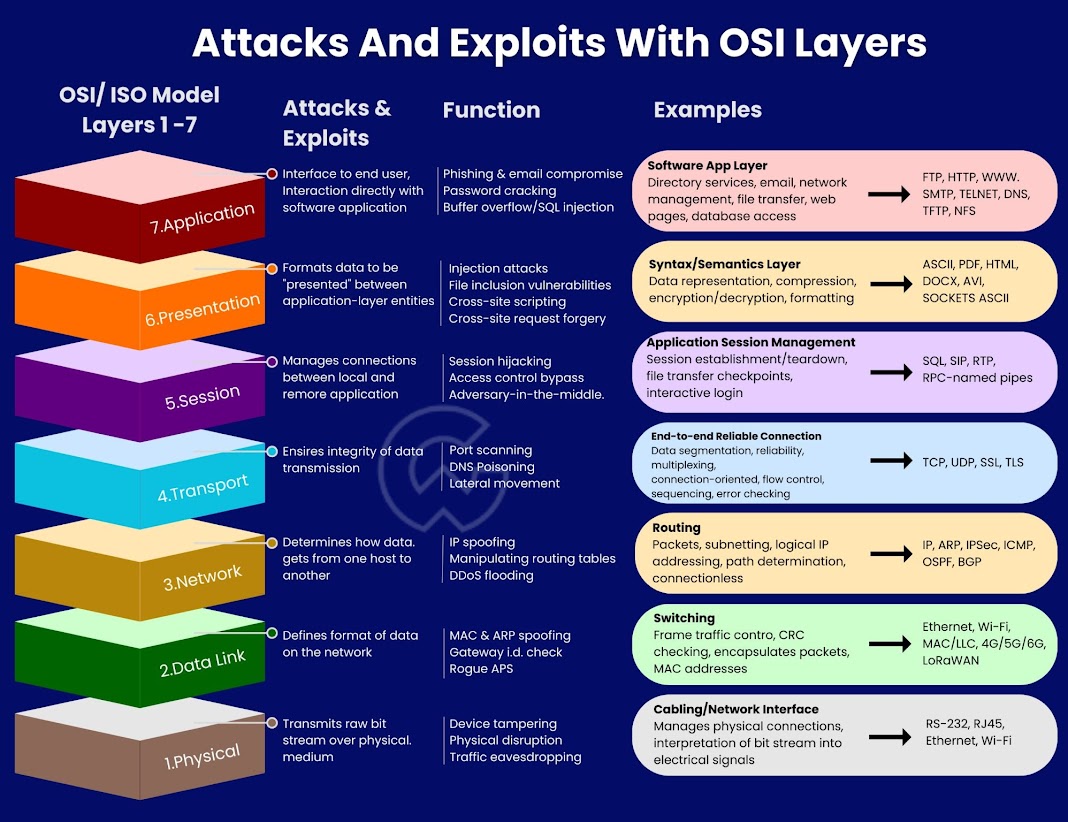 Attacks And Exploits With OSI Layers
OSI/ ISO Model
Layers 1 -7
Attacks &
Exploits
Function
Examples
7.Application
Interface to end user,
Interaction directly with
software application
Phishing & email compromise
Password cracking
Buffer overflow/SQL injection
Software App Layer
Directory services, email, network
management, file transfer, web
pages, database access
FTP, HTTP, WWW.
SMTP, TELNET, DNS,
TFTP, NFS
6.Presentation
Formats data to be
"presented" between
application-layer entities
Injection attacks
File inclusion vulnerabilities
Cross-site scripting
Cross-site request forgery
Syntax/Semantics Layer
Data representation, compression,
encryption/decryption, formatting
ASCII, PDF, HTML,
DOCX, AVI,
SOCKETS ASCII
5.Session
Manages connections
between local and
remore application
Session hijacking
Access control bypass
Adversary-in-the-middle.
Application Session Management
Session establishment/teardown,
file transfer checkpoints,
interactive login
SQL, SIP, RTP,
RPC-named pipes
4.Transport
Ensires integrity of data
transmission
Port scanning
DNS Poisoning
Lateral movement
End-to-end Reliable Connection
Data segmentation, reliability,
multiplexing,
connection-oriented, flow control,
sequencing, error checking
TCP, UDP, SSL, TLS
3.Network
Determines how data.
gets from one host to
another
IP spoofing
Manipulating routing tables
DDoS flooding
Routing
Packets, subnetting, logical IP
addressing, path determination,
connectionless
IP, ARP, IPSec, ICMP,
OSPF, BGP
2.Data Link
Defines format of data
on the network
MAC & ARP spoofing
Gateway i.d. check
Rogue APS
Switching
Frame traffic contro, CRC
checking, encapsulates packets,
MAC addresses
Ethernet, Wi-Fi,
MAC/LLC, 4G/5G/6G,
LoRaWAN
1.Physical
Transmits raw bit
stream over physical.
medium
Device tampering
Physical disruption
Traffic eavesdropping
Cabling/Network Interface
Manages physical connections,
interpretation of bit stream into
electrical signals
RS-232, RJ45,
Ethernet, Wi-Fi